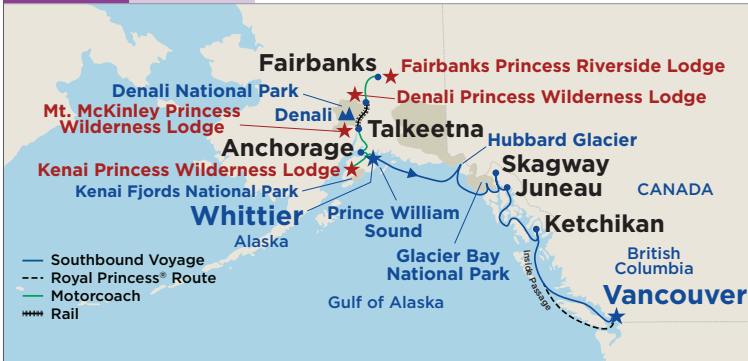 Fairbanks
Fairbanks Princess Riverside Lodge
Denali National Park
Denali Princess Wilderness Lodge
Mt. McKinley Princess
Wilderness Lodge
Denali
Talkeetna
Hubbard Glacier
Anchorage
Skagway
Kenai Princess Wilderness Lodge
Juneau
CANADA
Kenai Fjords National Park
Whittier
Prince William
Sound
Ketchikan
Alaska
Glacier Bay
National Park
British
Columbia
Southbound Voyage
Royal Princess® Route
Motorcoach
Rail
Inside Passage
Gulf of Alaska
Vancouver